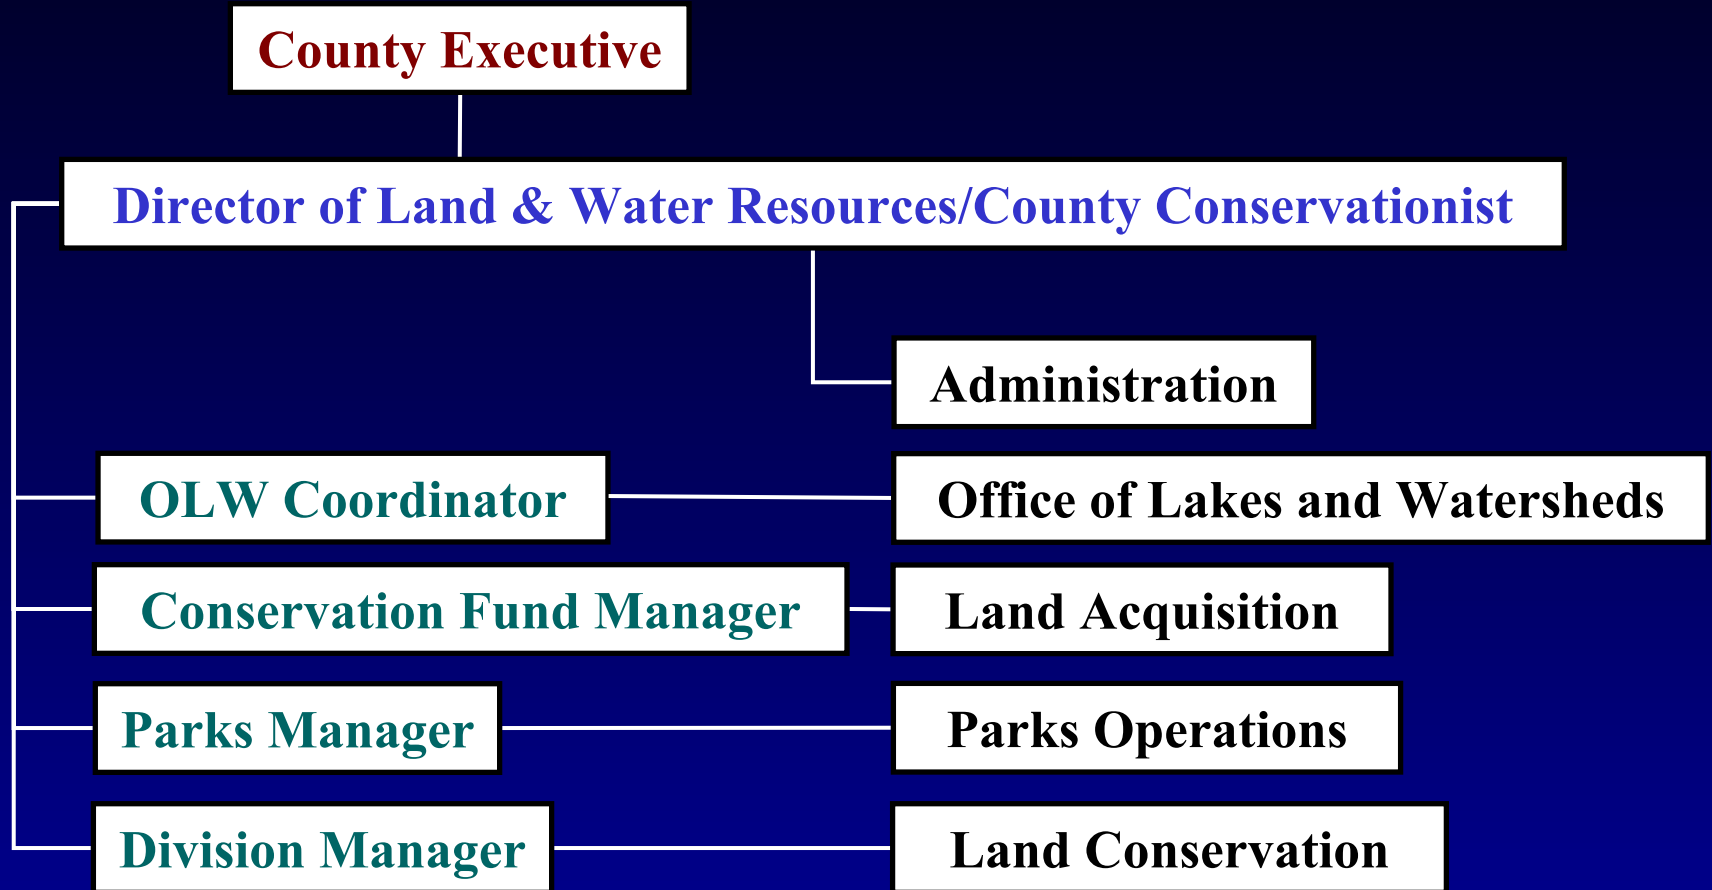 County Executive
Director of Land & Water Resources/County Conservationist
Administration
OLW Coordinator
Office of Lakes and Watersheds
Conservation Fund Manager
Land Acquisition
Parks Manager
Parks Operations
Division Manager
Land Conservation